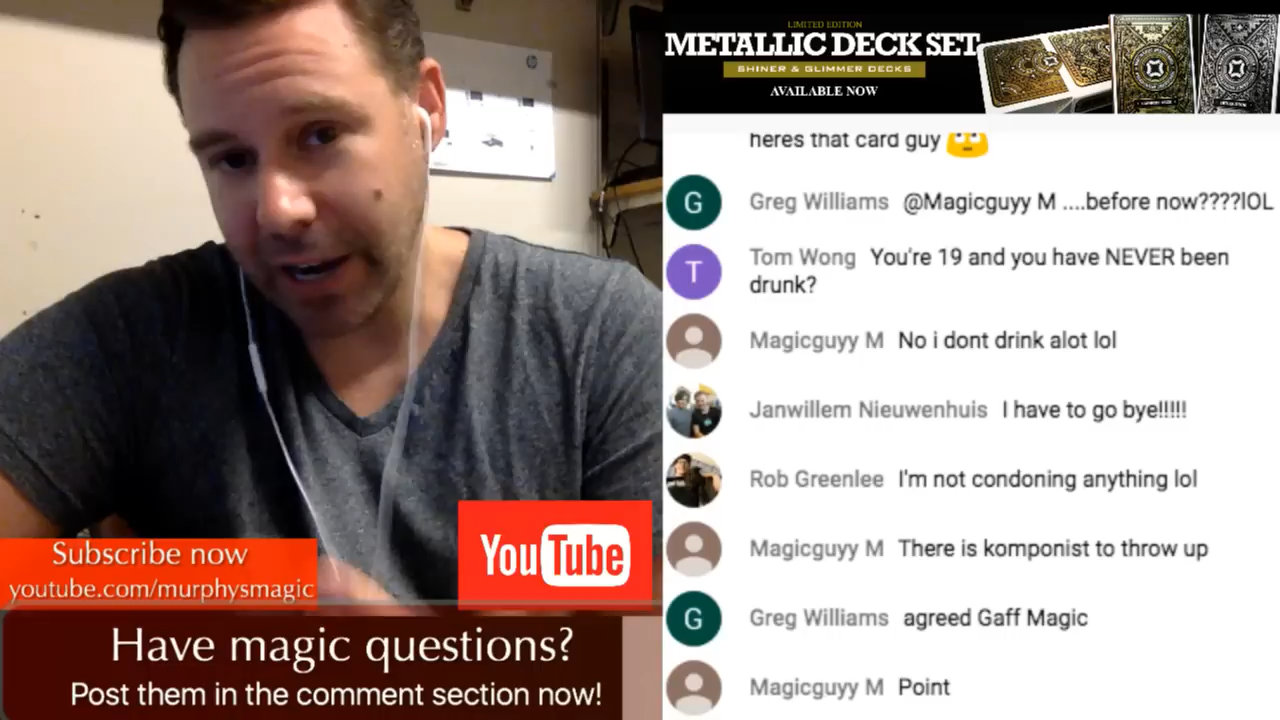 LIMITED EDITION
METALLIC DECK SET
SHINER & GLIMMER DECKS
AVAILABLE NOW
heres that card guy 🙄
G Greg Williams @Magicguyy M ....before now????lOL
T Tom Wong You're 19 and you have NEVER been
drunk?
Magicguyy M No i dont drink alot lol
Janwillem Nieuwenhuis I have to go bye!!!!!
Rob Greenlee I'm not condoning anything lol
Magicguyy M There is komponist to throw up
G Greg Williams agreed Gaff Magic
Magicguyy M Point
hp
YouTube
Subscribe now
youtube.com/murphysmagic
Have magic questions?
Post them in the comment section now!